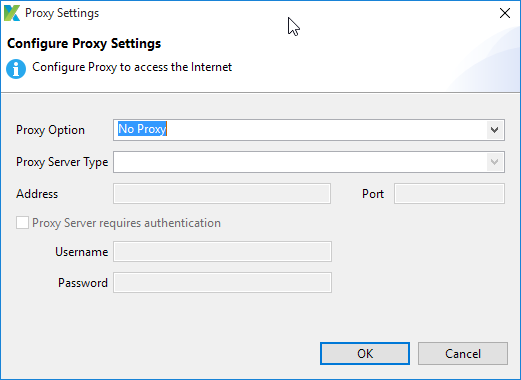 Proxy Settings
Configure Proxy Settings
Configure Proxy to access the Internet
Proxy Option No Proxy
Proxy Server Type
Address Port
Proxy Server requires authentication
Username
Password
OK Cancel